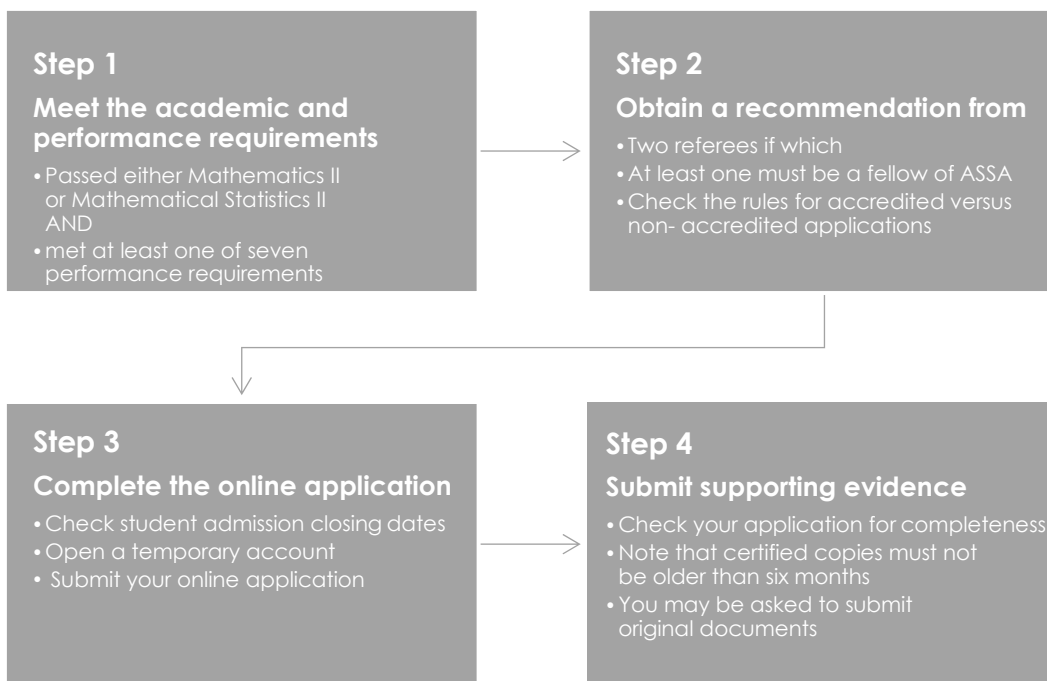 Step 1
Meet the academic and
performance requirements
• Passed either Mathematics II
or Mathematical Statistics II
AND
• met at least one of seven
performance requirements
Step 2
Obtain a recommendation from
• Two referees if which
• At least one must be a fellow of ASSA
• Check the rules for accredited versus
non- accredited applications
Step 3
Complete the online application
• Check student admission closing dates
• Open a temporary account
• Submit your online application
Step 4
Submit supporting evidence
• Check your application for completeness
• Note that certified copies must not
be older than six months
• You may be asked to submit
original documents